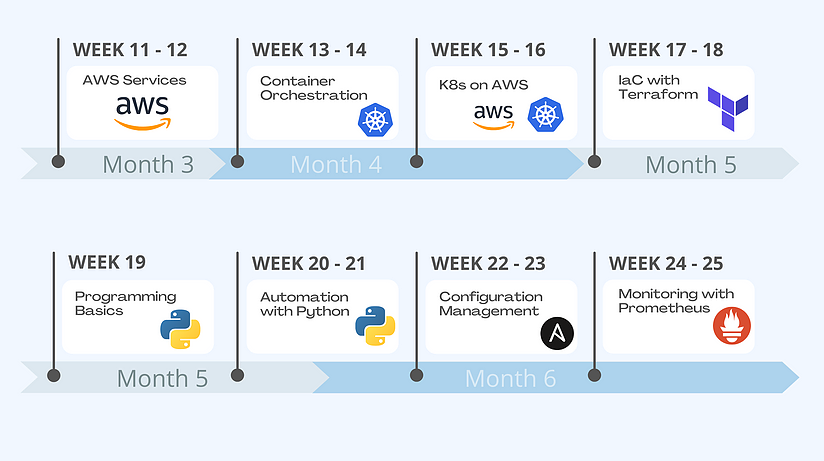 WEEK 11 - 12
AWS Services
aws
WEEK 13 - 14
Container
Orchestration
WEEK 15 - 16
K8s on AWS
aws
WEEK 17 - 18
IaC with
Terraform
Month 3
Month 4
Month 5
WEEK 19
Programming
Basics
WEEK 20 - 21
Automation
with Python
WEEK 22 - 23
Configuration
Management
WEEK 24 - 25
Monitoring with
Prometheus
Month 5
Month 6